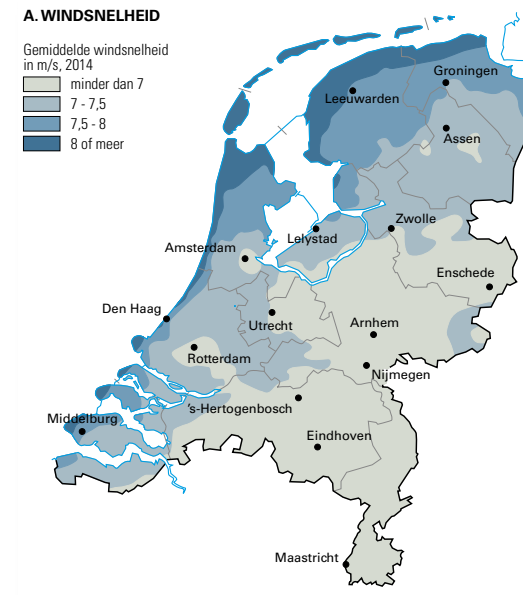 A. WINDSNELHEID
Gemiddelde windsnelheid
in m/s, 2014
minder dan 7
7 - 7,5
7,5 - 8
8 of meer
Groningen
Leeuwarden
Assen
Zwolle
Lelystad
Amsterdam
Enschede
Den Haag
Utrecht
Arnhem
Rotterdam
Nijmegen
's-Hertogenbosch
Middelburg
Eindhoven
Maastricht